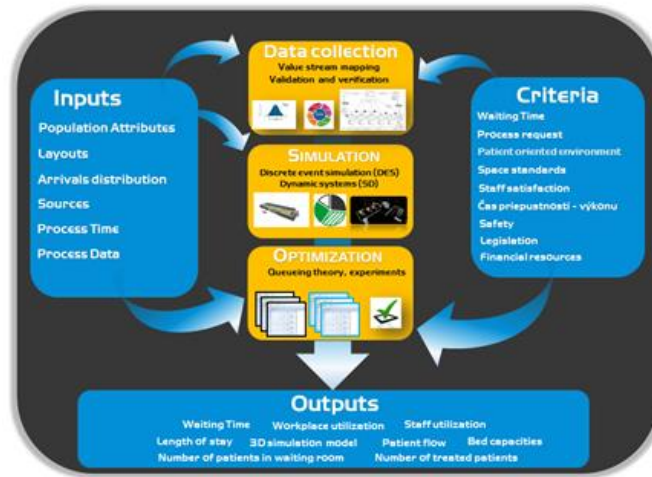 Data collection
Value stream mapping
Validation and verification
Inputs
Population Attributes
Layouts
Arrivals distribution
Sources
Process Time
Process Data
SIMULATION
Discrete event simulation (DES)
Dynamic systems (SD)
OPTIMIZATION
Queueing theory, experiments
Criteria
Waiting Time
Process request
Patient oriented environment
Space standards
Staff satisfaction
Čas priepustnosti - výkonu
Safety
Legislation
Financial resources
Outputs
Waiting Time Workplace utilization Staff utilization
Length of stay 3D simulation model Patient flow Bed capacities
Number of patients in waiting room Number of treated patients